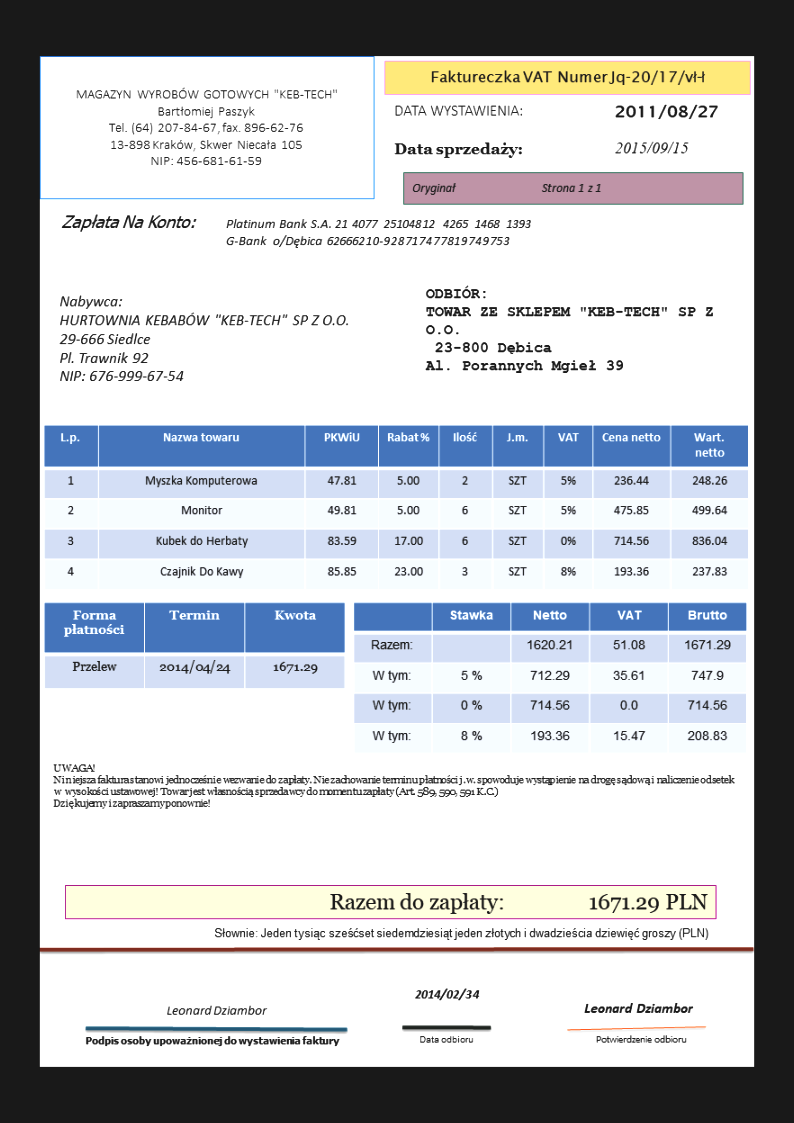 MAGAZYN WYROBÓW GOTOWYCH "KEB-TECH"
Bartłomiej Paszyk
Tel. (64) 207-84-67, fax. 896-62-76
13-898 Kraków, Skwer Niecała 105
NIP: 456-681-61-59
Faktureczka VAT Numer Jq-20/17/vł-ł
DATA WYSTAWIENIA: 2011/08/27
Data sprzedaży: 2015/09/15
Oryginał Strona 1 z 1
Zapłata Na Konto: Platinum Bank S.A. 21 4077 25104812 4265 1468 1393
G-Bank o/Dębica 62666210-928717477819749753
Nabywca:
HURTOWNIA KEBABÓW "KEB-TECH" SP Z O.O.
29-666 Siedlce
Pl. Trawnik 92
NIP: 676-999-67-54
ODBIÓR:
TOWAR ZE SKLEPEM "KEB-TECH" SP Z
O.O.
23-800 Dębica
Al. Porannych Mgieł 39
L.p. Nazwa towaru PKWiU Rabat % Ilość J.m. VAT Cena netto Wart. netto
1 Myszka Komputerowa 47.81 5.00 2 SZT 5% 236.44 248.26
2 Monitor 49.81 5.00 6 SZT 5% 475.85 499.64
3 Kubek do Herbaty 83.59 17.00 6 SZT 0% 714.56 836.04
4 Czajnik Do Kawy 85.85 23.00 3 SZT 8% 193.36 237.83
Forma płatności Termin Kwota
Przelew 2014/04/24 1671.29
Stawka Netto VAT Brutto
Razem: 1620.21 51.08 1671.29
W tym: 5 % 712.29 35.61 747.9
W tym: 0 % 714.56 0.0 714.56
W tym: 8 % 193.36 15.47 208.83
UWAGA!
Niniejsza faktura stanowi jednocześnie wezwanie do zapłaty. Nie zachowanie terminu płatności j.w. spowoduje wystąpienie na drogę sądową i naliczenie odsetek
w wysokości ustawowej! Towar jest własnością sprzedawcy do momentu zapłaty (Art. 589, 590, 591 K.C.)
Dziękujemy i zapraszamy ponownie!
Razem do zapłaty: 1671.29 PLN
Słownie: Jeden tysiąc sześćset siedemdziesiąt jeden złotych i dwadzieścia dziewięć groszy (PLN)
Leonard Dziambor
Podpis osoby upoważnionej do wystawienia faktury
2014/02/34
Data odbioru
Leonard Dziambor
Potwierdzenie odbioru